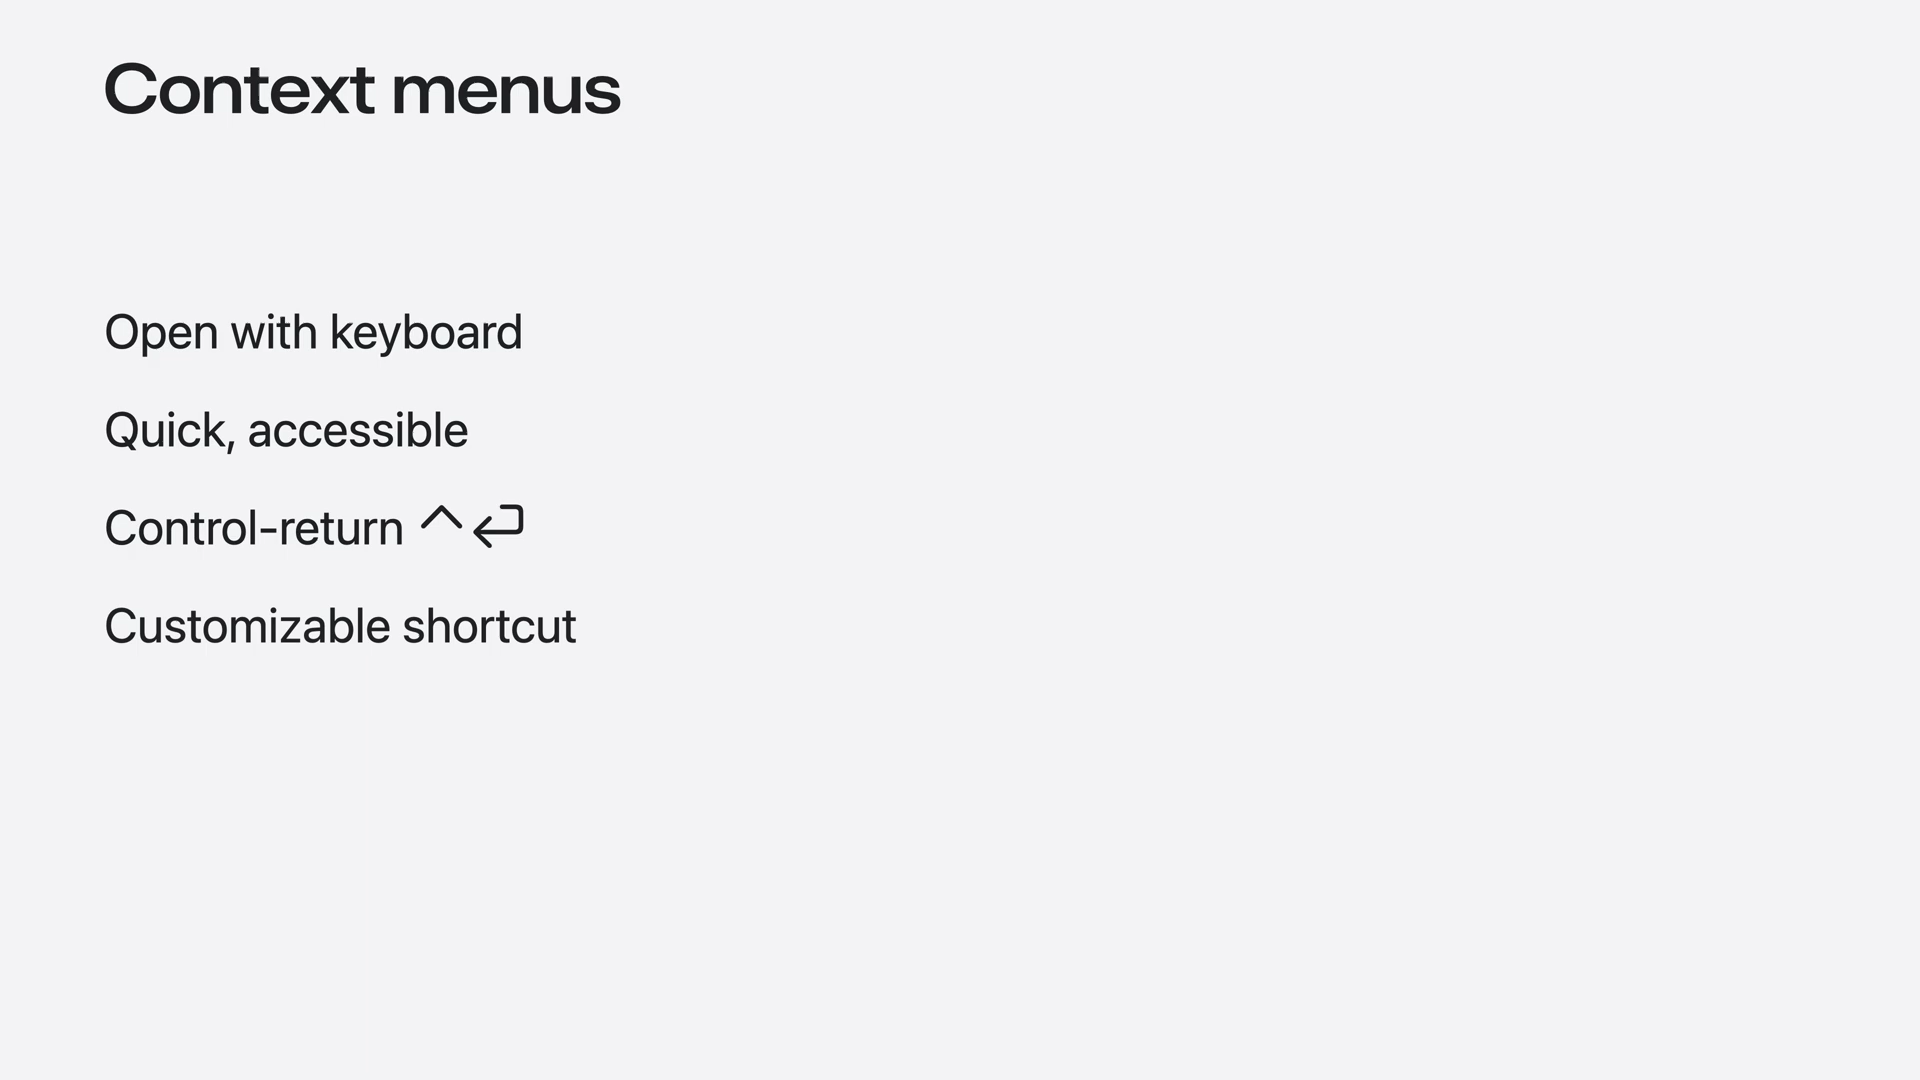 Context menus
Open with keyboard
Quick, accessible
Control-return ⌃↩
Customizable shortcut